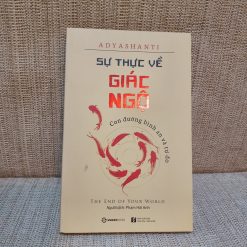 ADYASHANTI
SỰ THỰC VỀ
GIÁC
NGỘ
Con đường bình an và tự do
THE END OF YOUR WORLD